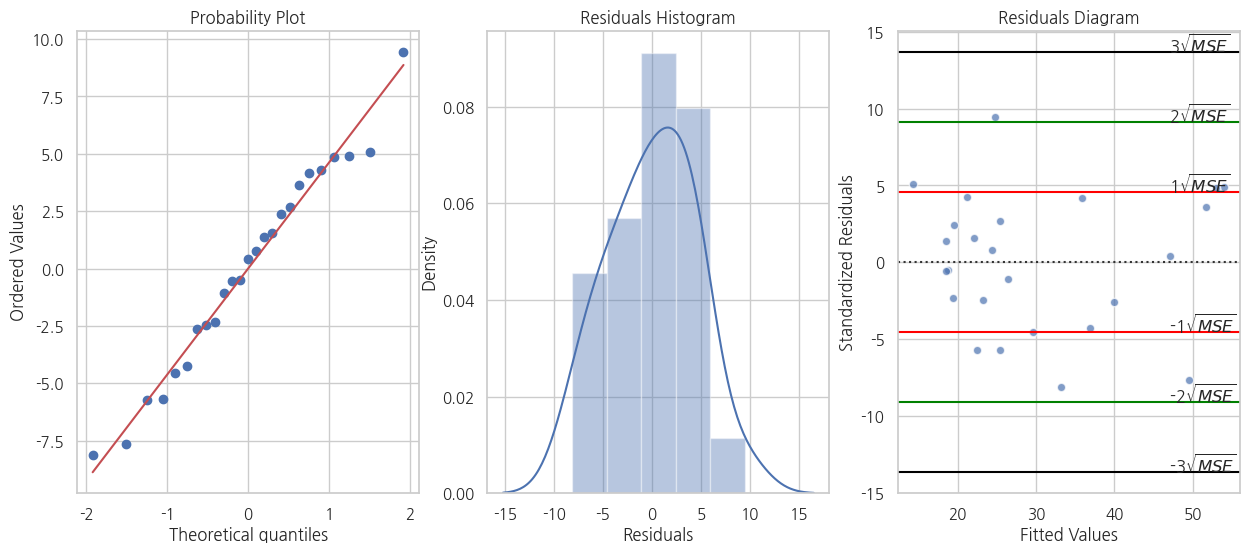 Probability Plot
Ordered Values
10.0
7.5
5.0
2.5
0.0
-2.5
-5.0
-7.5
-2
-1
0
1
2
Theoretical quantiles
Residuals Histogram
Density
0.08
0.06
0.04
0.02
0.00
-15
-10
-5
0
5
10
15
Residuals
Residuals Diagram
Standardized Residuals
15
10
5
0
-5
-10
-15
3√MSE
2√MSE
1√MSE
-1√MSE
-2√MSE
-3√MSE
20
30
40
50
Fitted Values